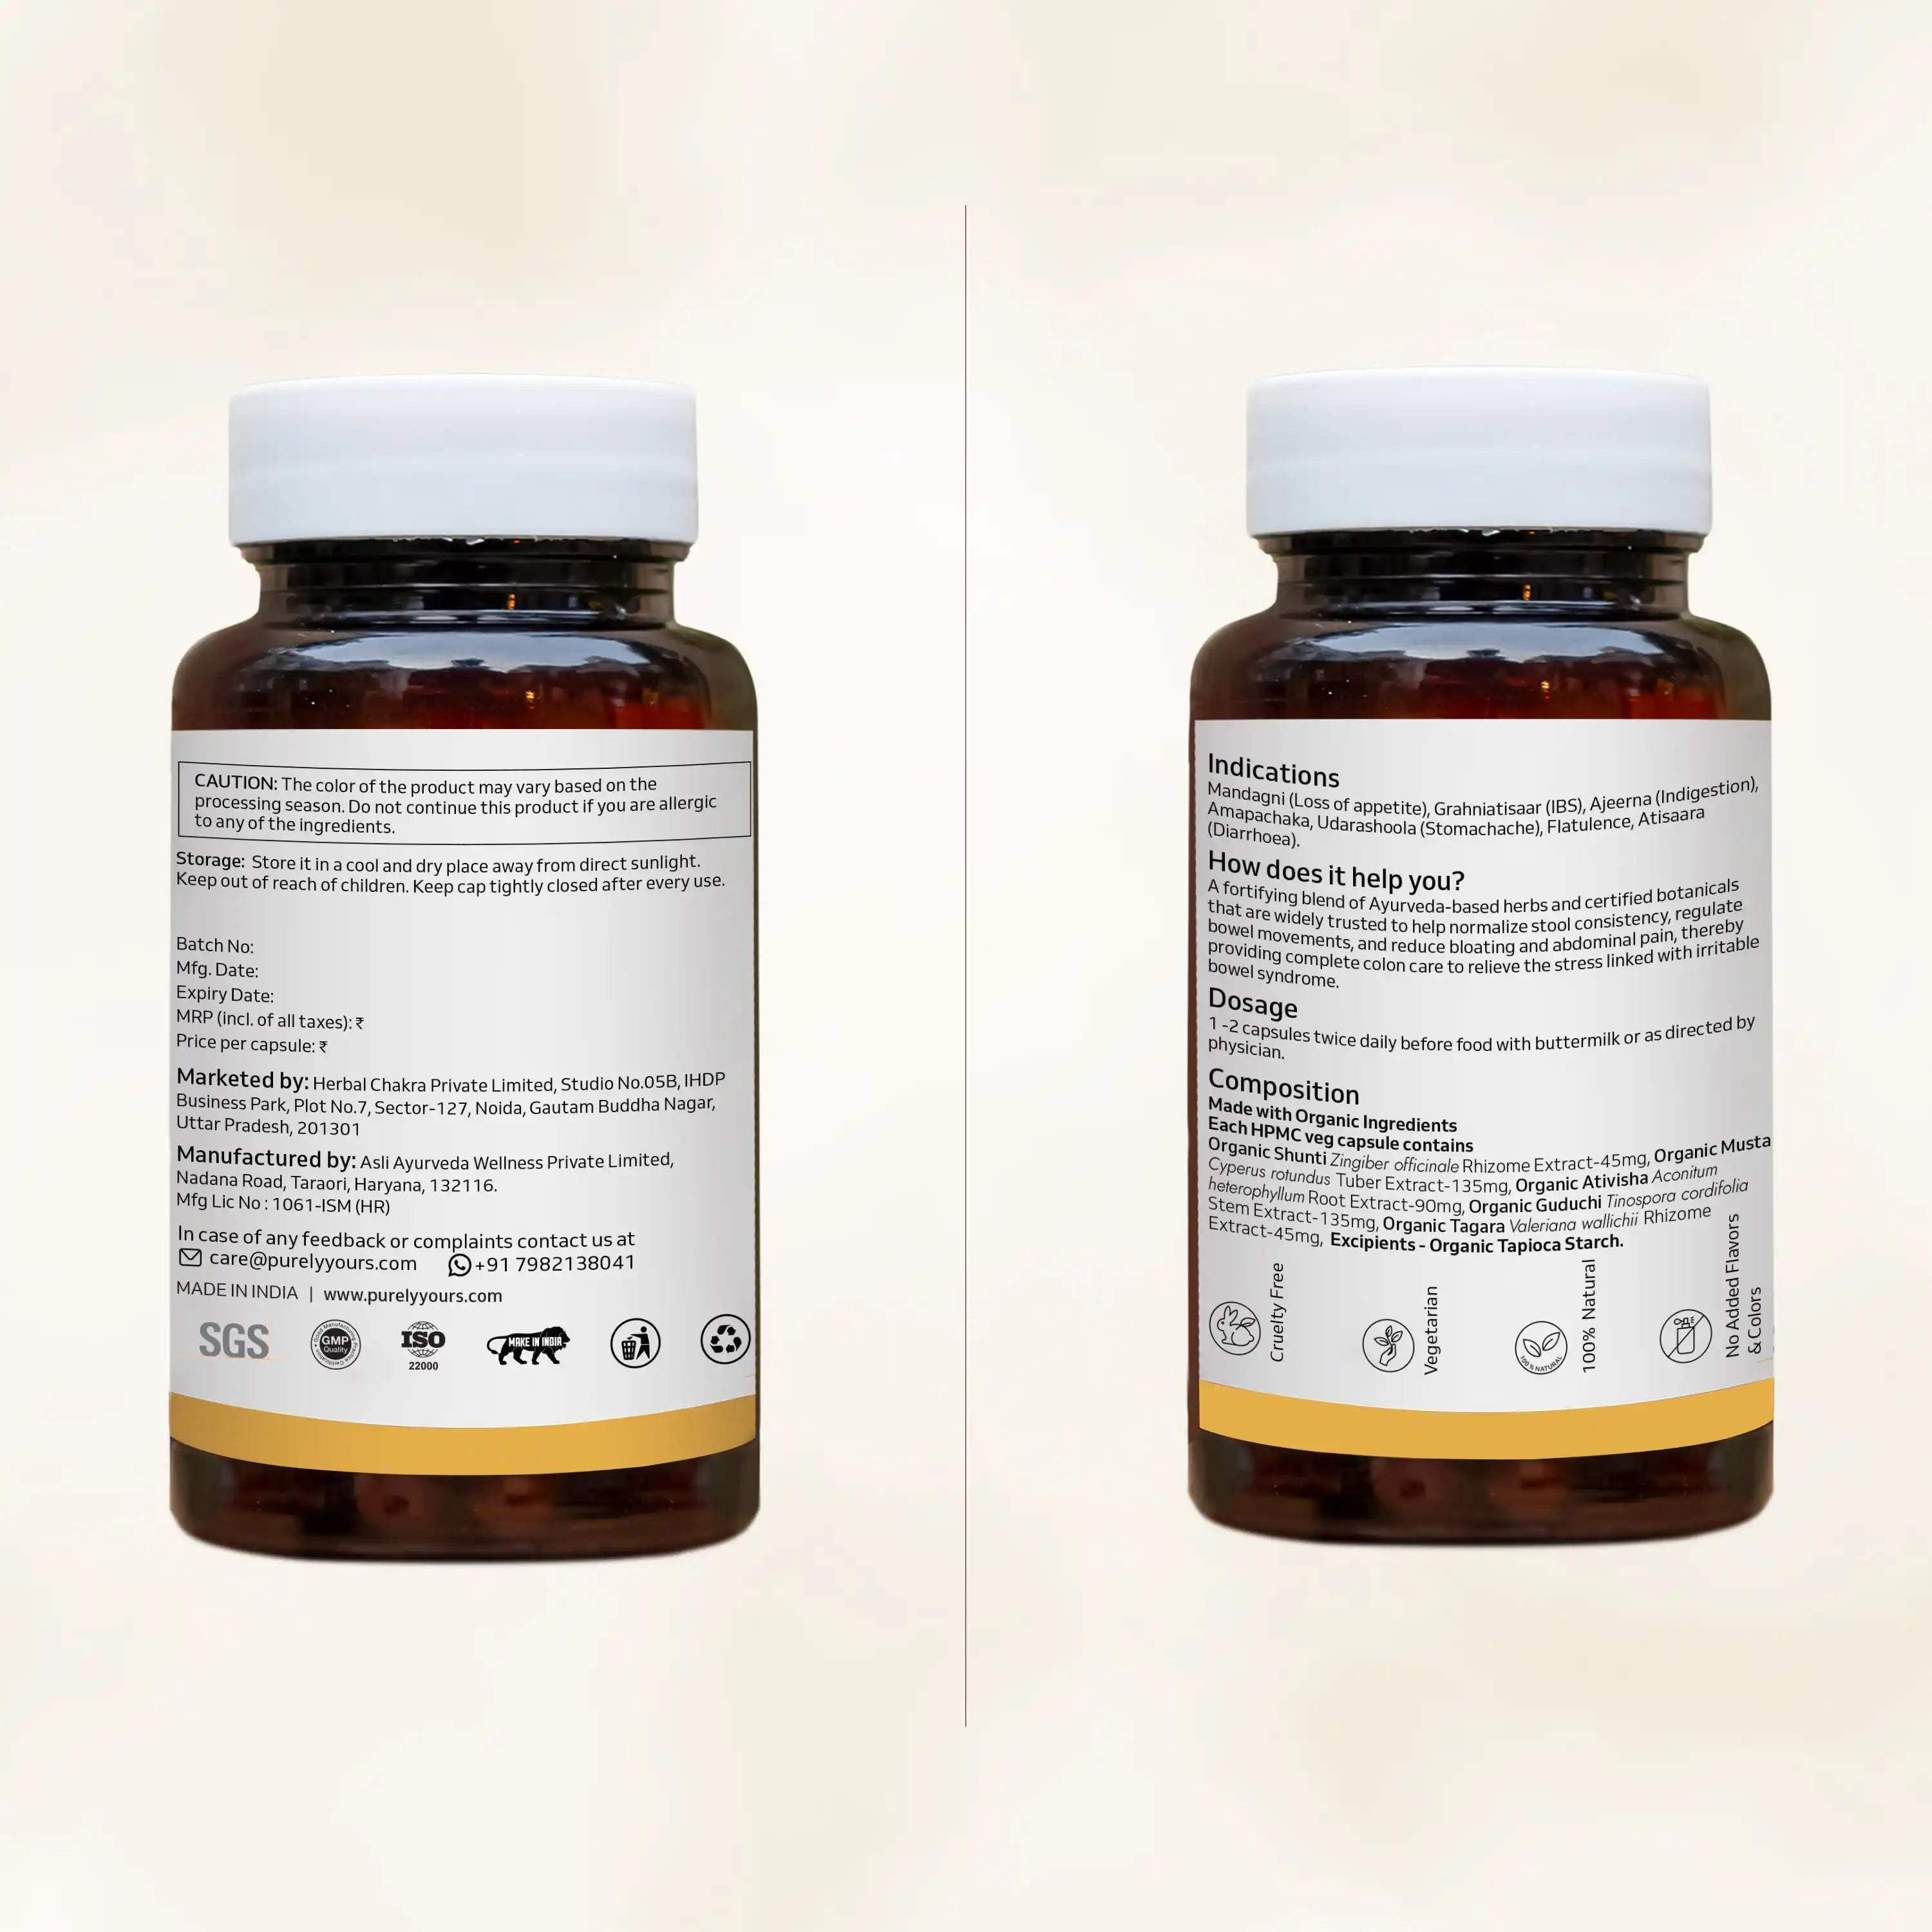 CAUTION: The color of the product may vary based on the
processing season. Do not continue this product if you are allergic
to any of the ingredients.
Storage: Store it in a cool and dry place away from direct sunlight.
Keep out of reach of children. Keep cap tightly closed after every use.
Batch No:
Mfg. Date:
Expiry Date:
MRP (incl. of all taxes): ₹
Price per capsule: ₹
Marketed by: Herbal Chakra Private Limited, Studio No.05B, IHDP
Business Park, Plot No.7, Sector-127, Noida, Gautam Buddha Nagar,
Uttar Pradesh, 201301
Manufactured by: Asli Ayurveda Wellness Private Limited,
Nadana Road, Taraori, Haryana, 132116.
Mfg Lic No : 1061-ISM (HR)
In case of any feedback or complaints contact us at
care@purelyyours.com +91 7982138041
MADE IN INDIA | www.purelyyours.com
SGS
GMP
Quality
ISO
22000
MAKE IN INDIA
Indications
Mandagni (Loss of appetite), Grahniatisaar (IBS), Ajeerna (Indigestion),
Amapachaka, Udarashoola (Stomachache), Flatulence, Atisaara
(Diarrhoea).
How does it help you?
A fortifying blend of Ayurveda-based herbs and certified botanicals
that are widely trusted to help normalize stool consistency, regulate
bowel movements, and reduce bloating and abdominal pain, thereby
providing complete colon care to relieve the stress linked with irritable
bowel syndrome.
Dosage
1 -2 capsules twice daily before food with buttermilk or as directed by
physician.
Composition
Made with Organic Ingredients
Each HPMC veg capsule contains
Organic Shunti Zingiber officinale Rhizome Extract-45mg, Organic Musta
Cyperus rotundus Tuber Extract-135mg, Organic Ativisha Aconitum
heterophyllum Root Extract-90mg, Organic Guduchi Tinospora cordifolia
Stem Extract-135mg, Organic Tagara Valeriana wallichii Rhizome
Extract-45mg, Excipients - Organic Tapioca Starch.
Cruelty Free
Vegetarian
100% NATURAL
100% Natural
No Added Flavors
& Colors